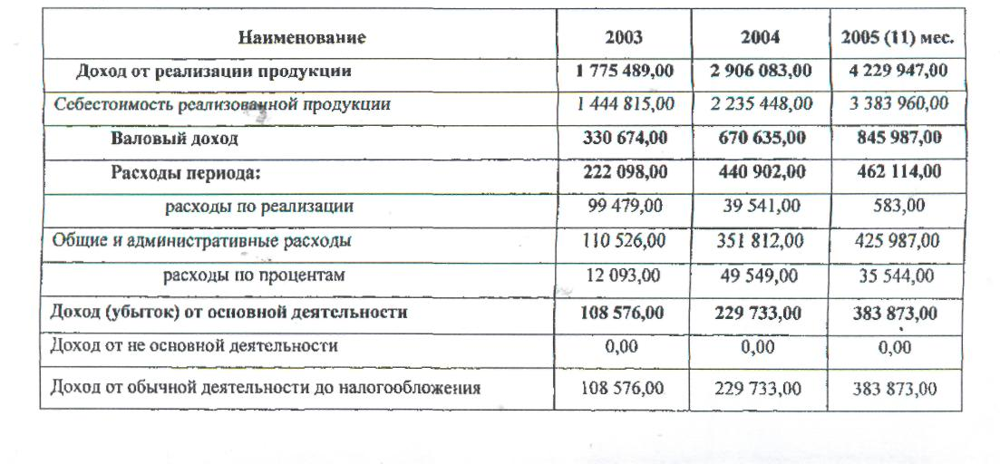 Наименование 2003 2004 2005 (11) мес.
Доход от реализации продукции 1 775 489,00 2 906 083,00 4 229 947,00
Себестоимость реализованной продукции 1 444 815,00 2 235 448,00 3 383 960,00
Валовый доход 330 674,00 670 635,00 845 987,00
Расходы периода: 222 098,00 440 902,00 462 114,00
расходы по реализации 99 479,00 39 541,00 583,00
Общие и административные расходы 110 526,00 351 812,00 425 987,00
расходы по процентам 12 093,00 49 549,00 35 544,00
Доход (убыток) от основной деятельности 108 576,00 229 733,00 383 873,00
Доход от не основной деятельности 0,00 0,00 0,00
Доход от обычной деятельности до налогообложения 108 576,00 229 733,00 383 873,00